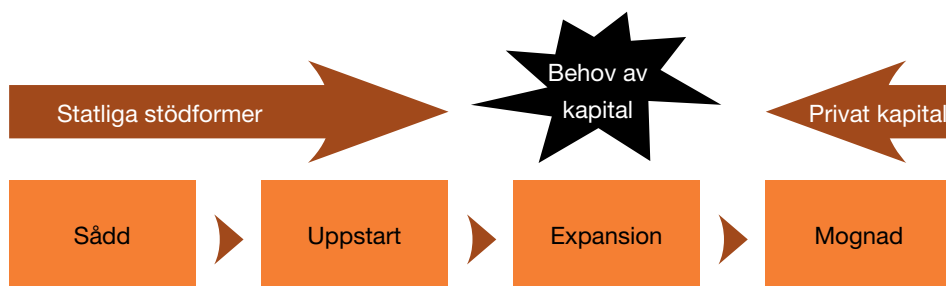 Behov av
kapital
Statliga stödformer
Privat kapital
Sådd
Uppstart
Expansion
Mognad